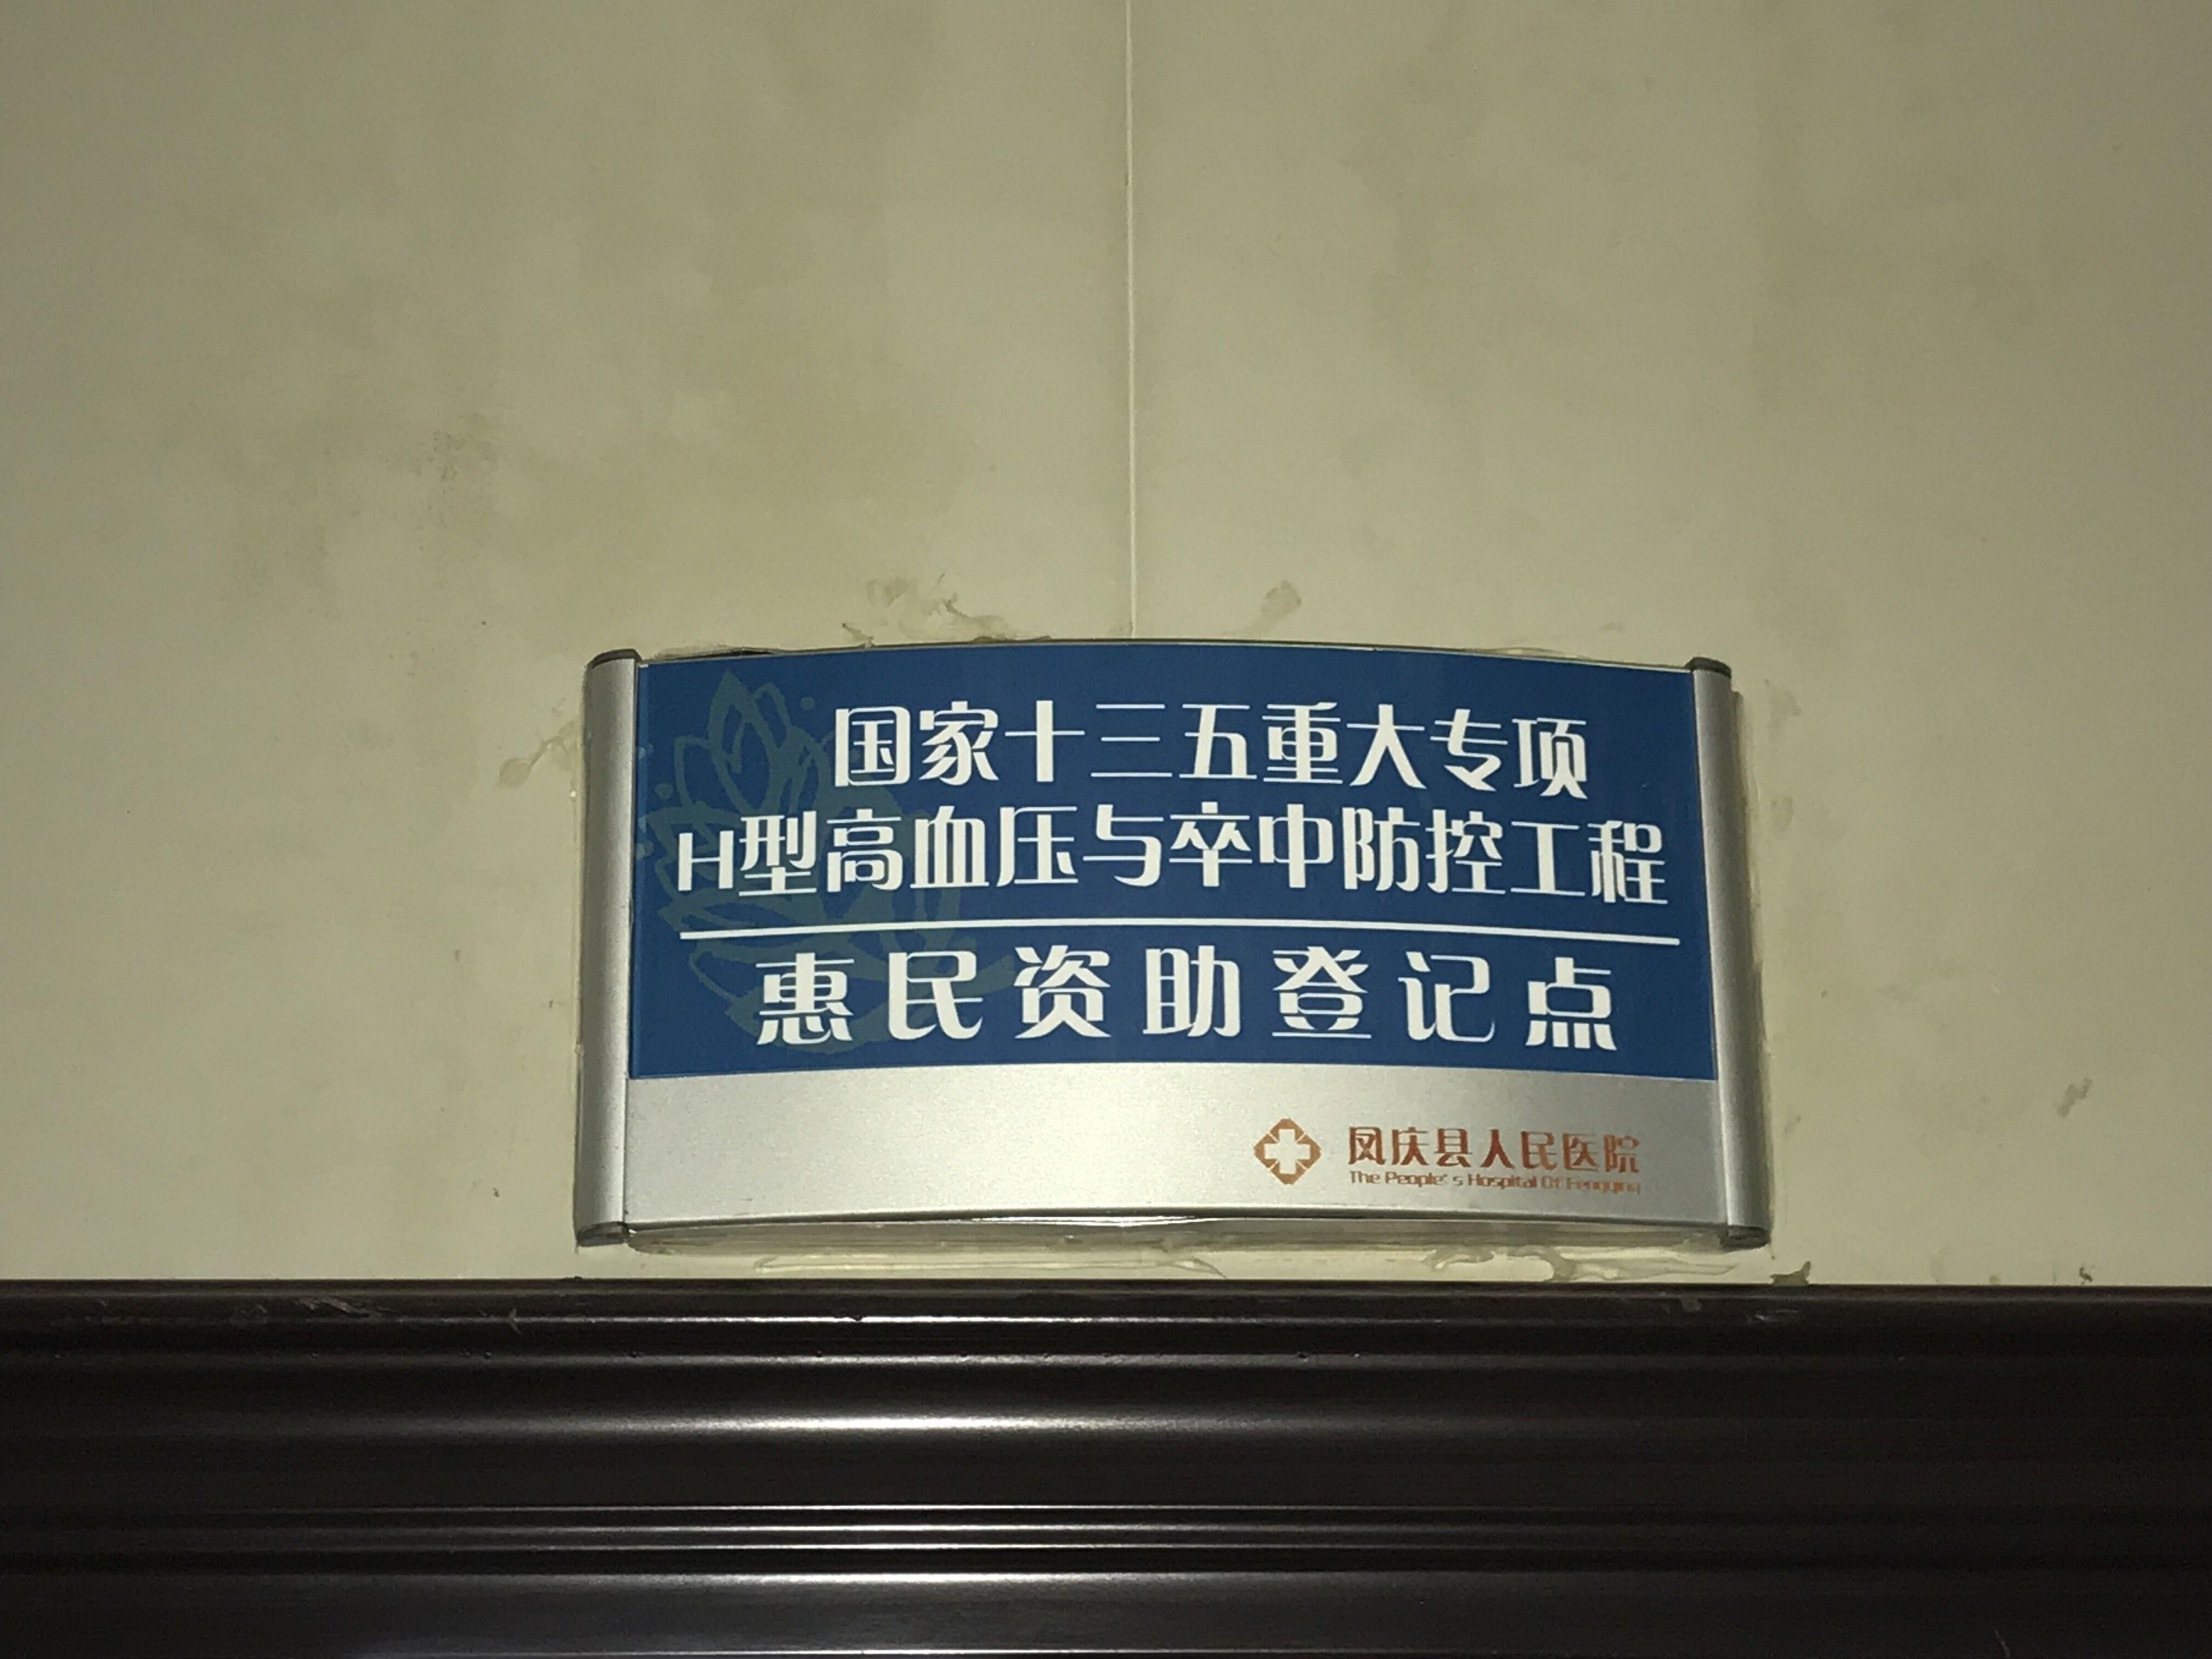 国家十三五重大专项
H型高血压与卒中防控工程
惠民资助登记点
凤庆县人民医院
The People's Hospital Of Fengqing